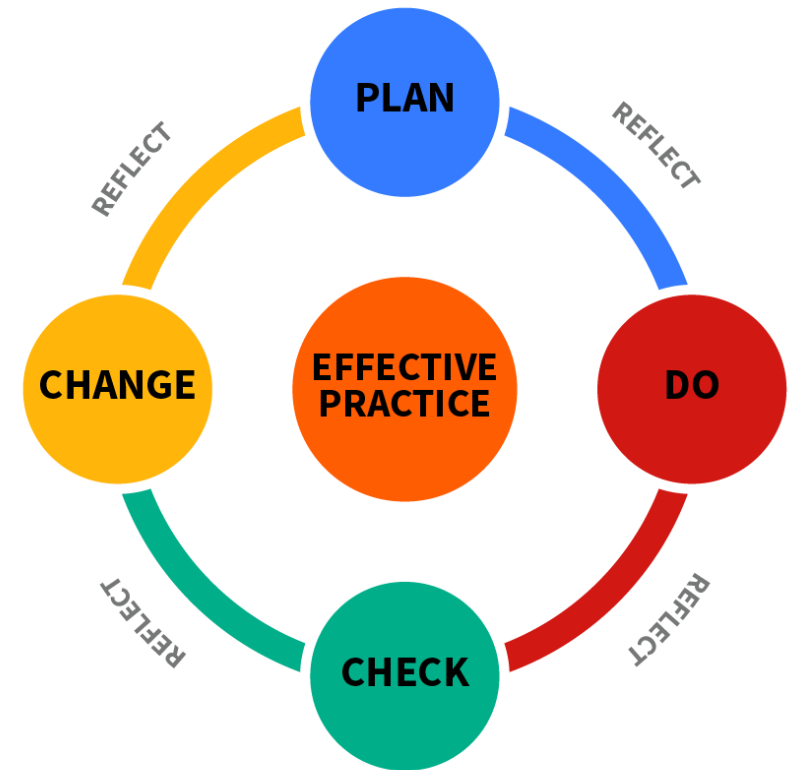 PLAN
REFLECT
REFLECT
CHANGE
EFFECTIVE
PRACTICE
DO
REFLECT
REFLECT
CHECK